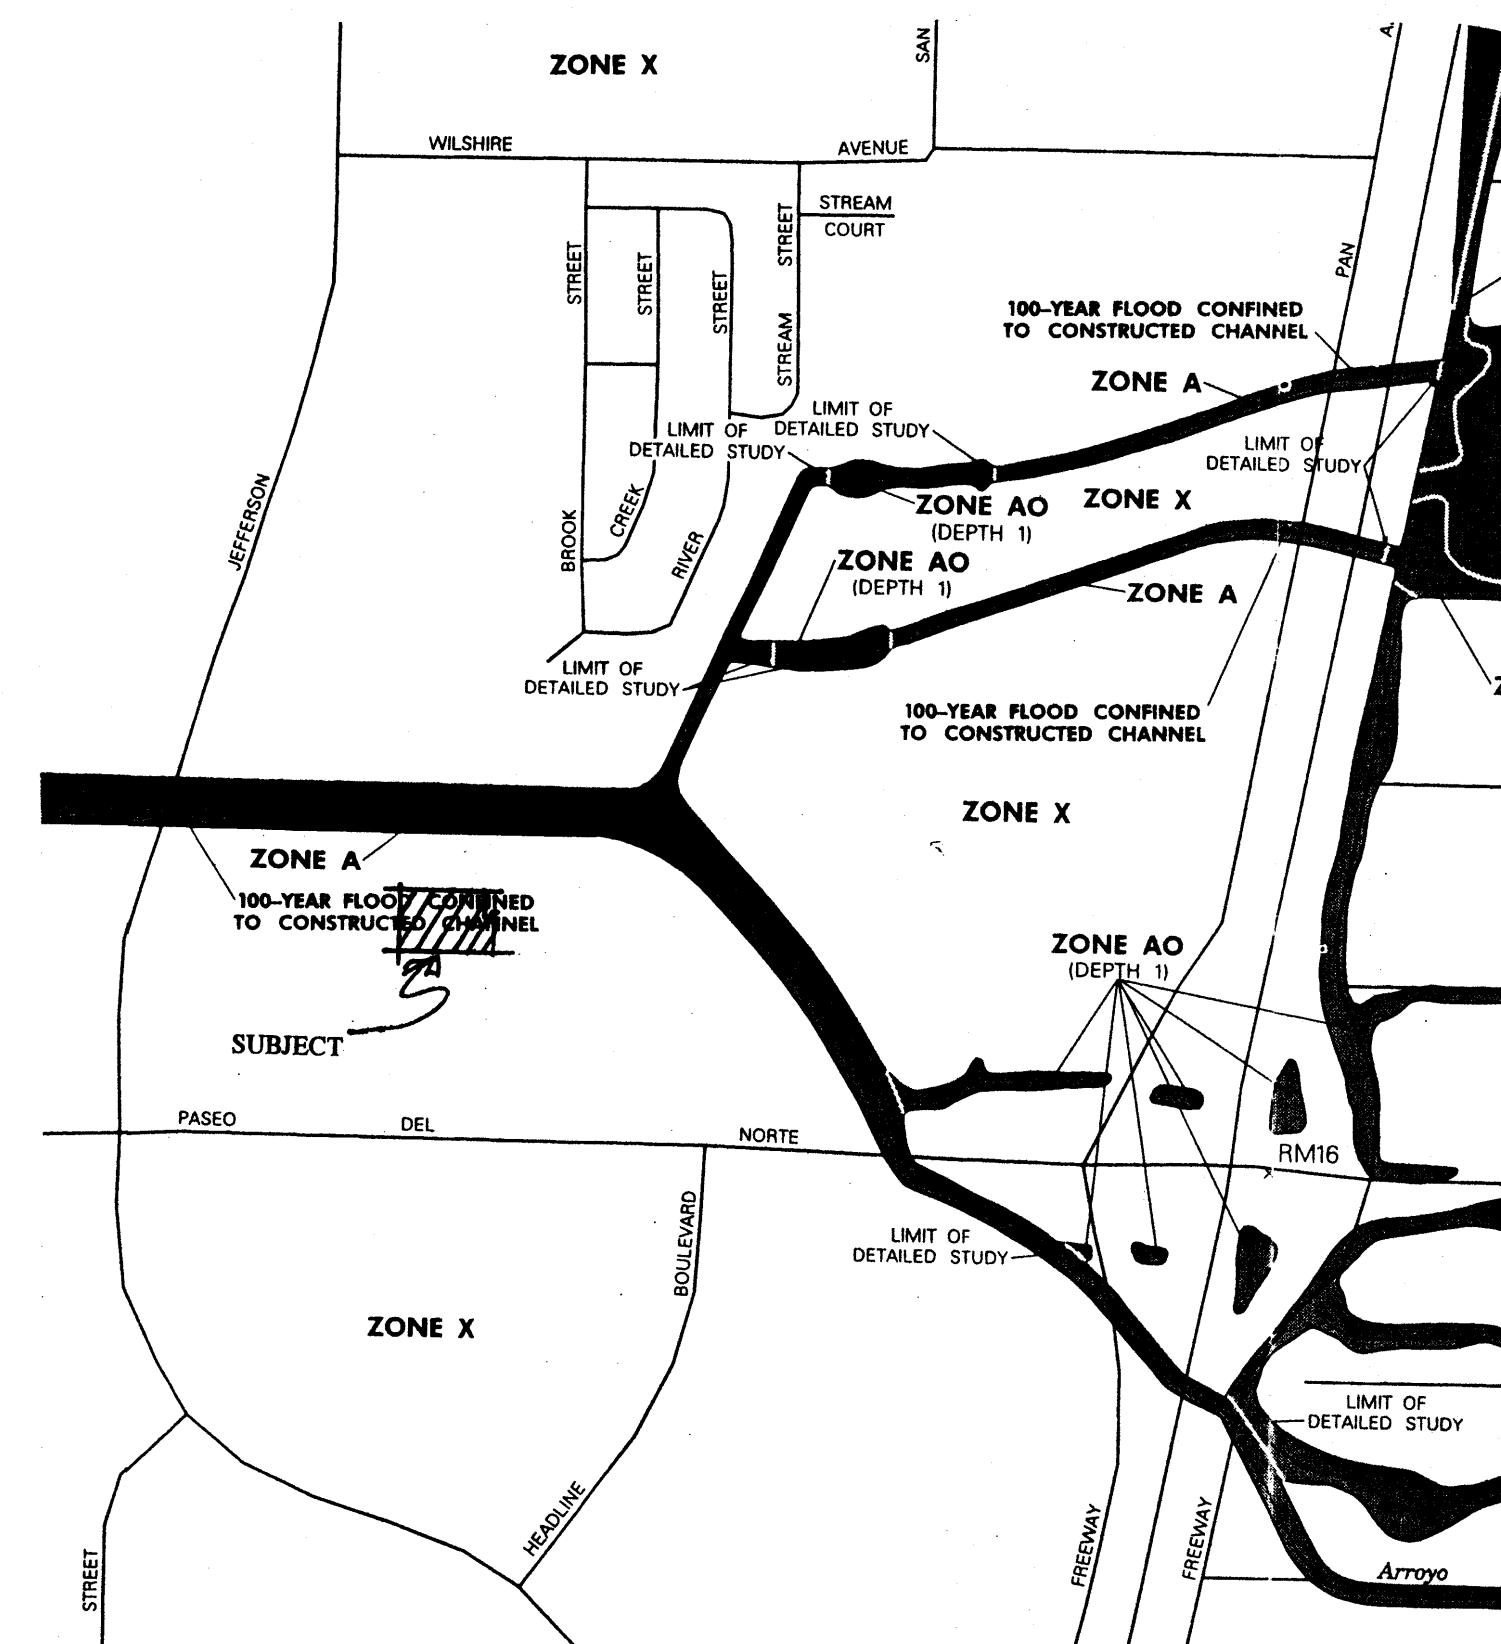 ZONE X
SAN
A.
WILSHIRE
AVENUE
STREAM
COURT
STREET
STREET
STREET
STREET
STREAM
PAN
100-YEAR FLOOD CONFINED
TO CONSTRUCTED CHANNEL
ZONE A
LIMIT OF
DETAILED STUDY
LIMIT OF
DETAILED STUDY
LIMIT OF
DETAILED STUDY
JEFFERSON
BROOK
CREEK
RIVER
ZONE AO
(DEPTH 1)
ZONE X
ZONE AO
(DEPTH 1)
ZONE A
LIMIT OF
DETAILED STUDY
100-YEAR FLOOD CONFINED
TO CONSTRUCTED CHANNEL
ZONE X
ZONE A
100-YEAR FLOOD CONFINED
TO CONSTRUCTED CHANNEL
ZONE AO
(DEPTH 1)
SUBJECT
PASEO
DEL
NORTE
RM16
BOULEVARD
LIMIT OF
DETAILED STUDY
ZONE X
LIMIT OF
DETAILED STUDY
HEADLINE
STREET
FREEWAY
FREEWAY
Arroyo